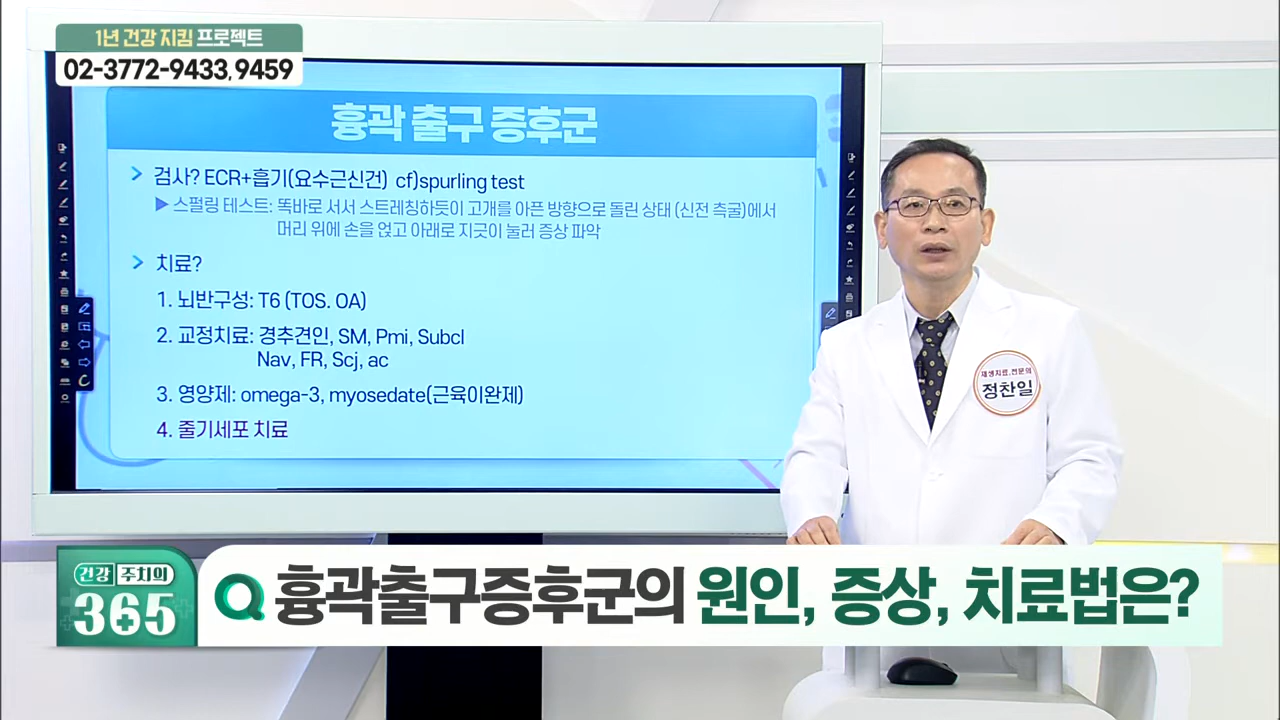 1년 건강 지킴 프로젝트
02-3772-9433, 9459
흉곽 출구 증후군
검사? ECR+흡기(요수근신건) cf)spurling test
▶ 스펄링 테스트: 똑바로 서서 스트레칭하듯이 고개를 아픈 방향으로 돌린 상태 (신전 측굴)에서
머리 위에 손을 얹고 아래로 지긋이 눌러 증상 파악
치료?
1. 뇌반구성: T6 (TOS. OA)
2. 교정치료: 경추견인, SM, Pmi, Subcl
Nav, FR, Scj, ac
3. 영양제: omega-3, myosedate(근육이완제)
4. 줄기세포 치료
재생치료 전문의
정찬일
건강 주치의
365
Q 흉곽출구증후군의 원인, 증상, 치료법은?